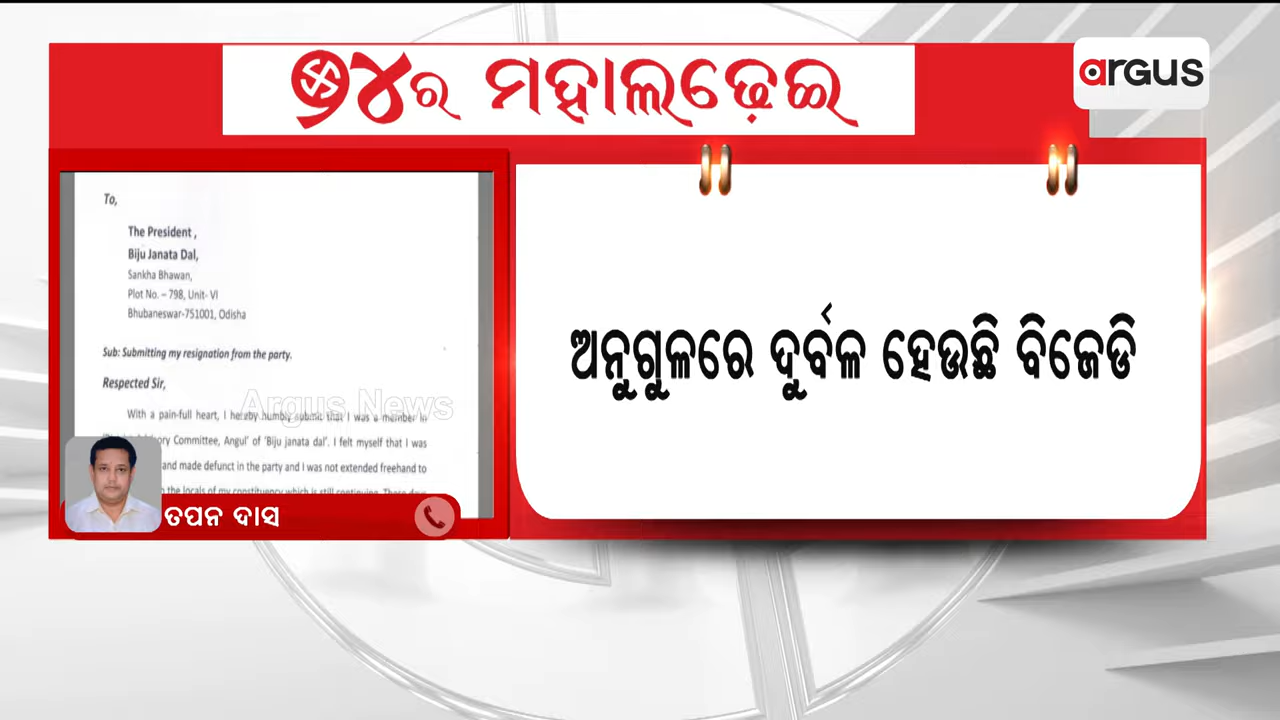 ୨୪ର ମହାଲଢ଼େଇ
argus
To,
The President ,
Biju Janata Dal,
Sankha Bhawan,
Plot No. – 798, Unit- VI
Bhubaneswar-751001, Odisha
Sub: Submitting my resignation from the party.
Respected Sir,
Argus News
With a pain-full heart, I hereby humbly submit that I was a member in
Committee, Angul' of 'Biju janata dal'. I felt myself that I was
and made defunct in the party and I was not extended freehand to
the locals of my constituency which is still continuing. These days
ତପନ ଦାସ
"
"
ଅନୁଗୁଳରେ ଦୁର୍ବଳ ହେଉଛି ବିଜେଡି